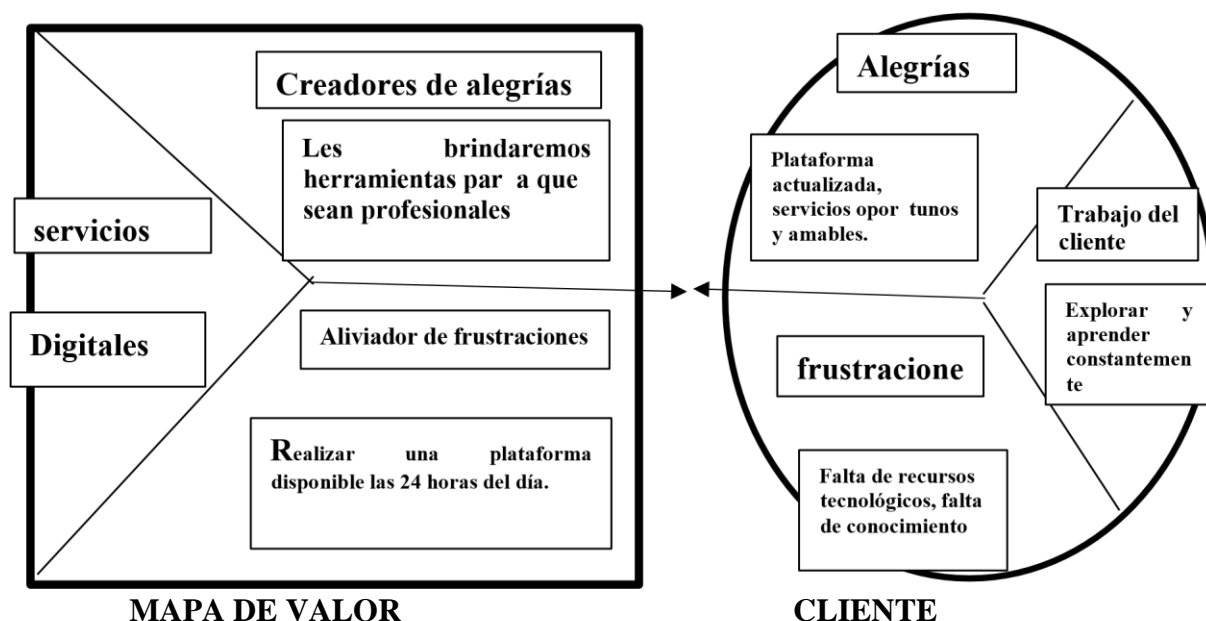 Creadores de alegrías
Les brindaremos
herramientas par a que
sean profesionales
servicios
Digitales
Aliviador de frustraciones
Realizar una plataforma
disponible las 24 horas del día.
MAPA DE VALOR
Alegrías
Plataforma
actualizada,
servicios opor tunos
y amables.
Trabajo del
cliente
Explorar y
aprender
constantemen
te
frustracione
Falta de recursos
tecnológicos, falta
de conocimiento
CLIENTE